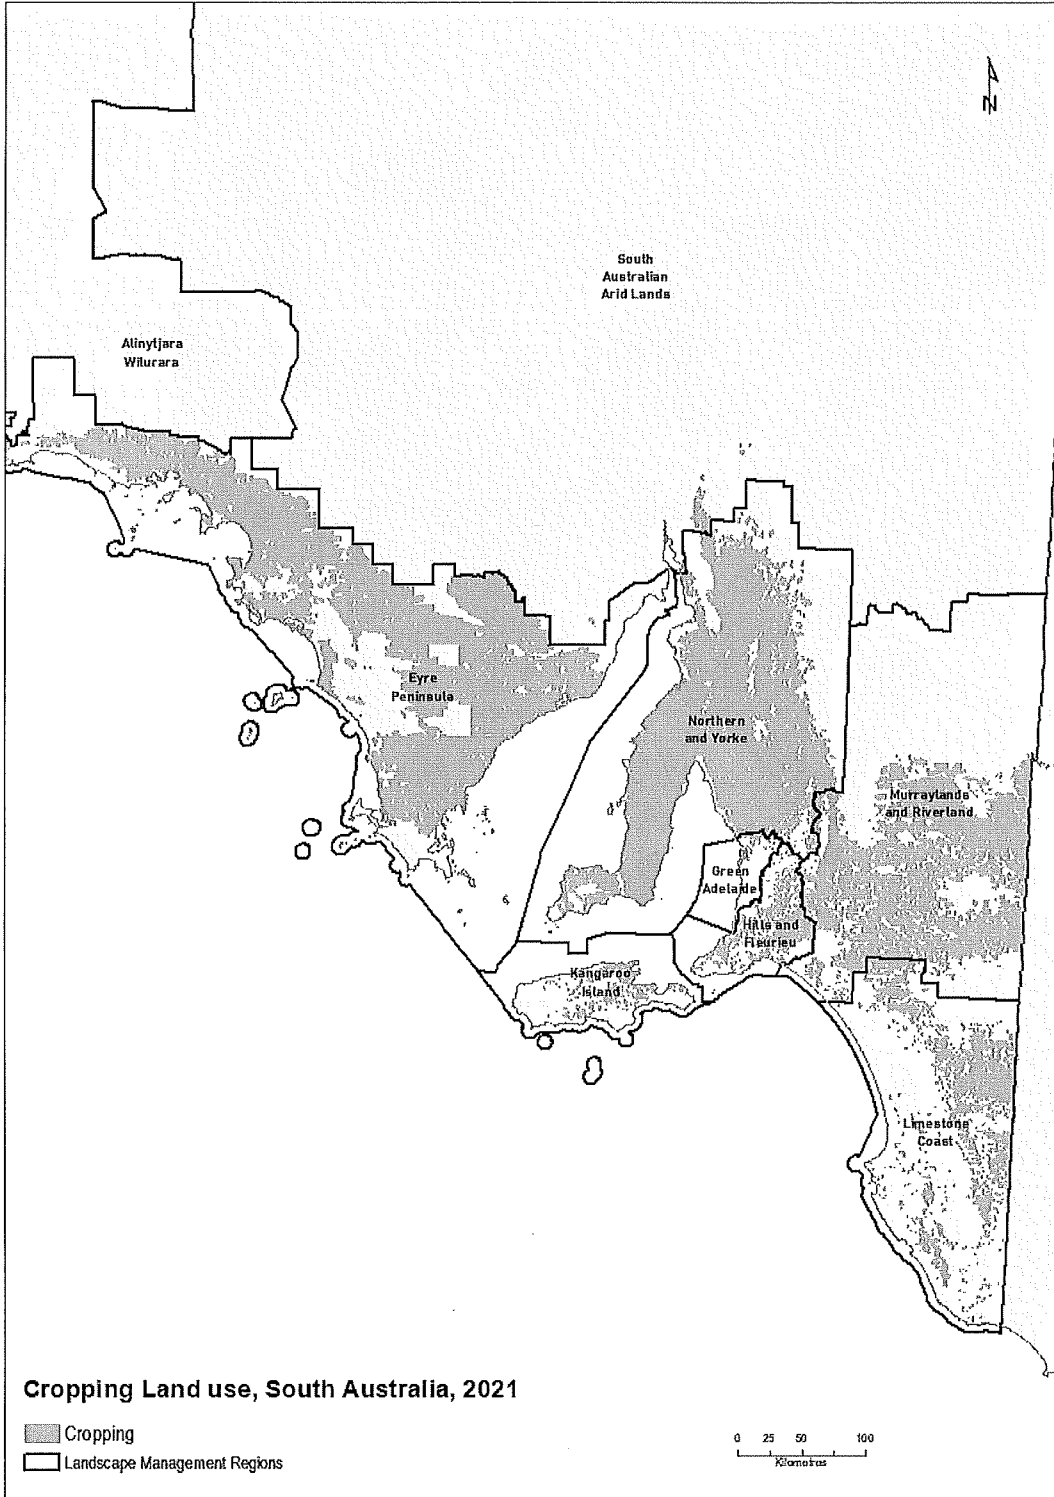 N
South
Australian
Arid Lands
Alinytjara
Wilurara
Eyre
Peninsula
Northern
and Yorke
Murraylands
and Riverland
Green
Adelaide
Hills and
Fleurieu
Kangaroo
Island
Limestone
Coast
Cropping Land use, South Australia, 2021
Cropping
Landscape Management Regions
0 25 50 100
Kilometres